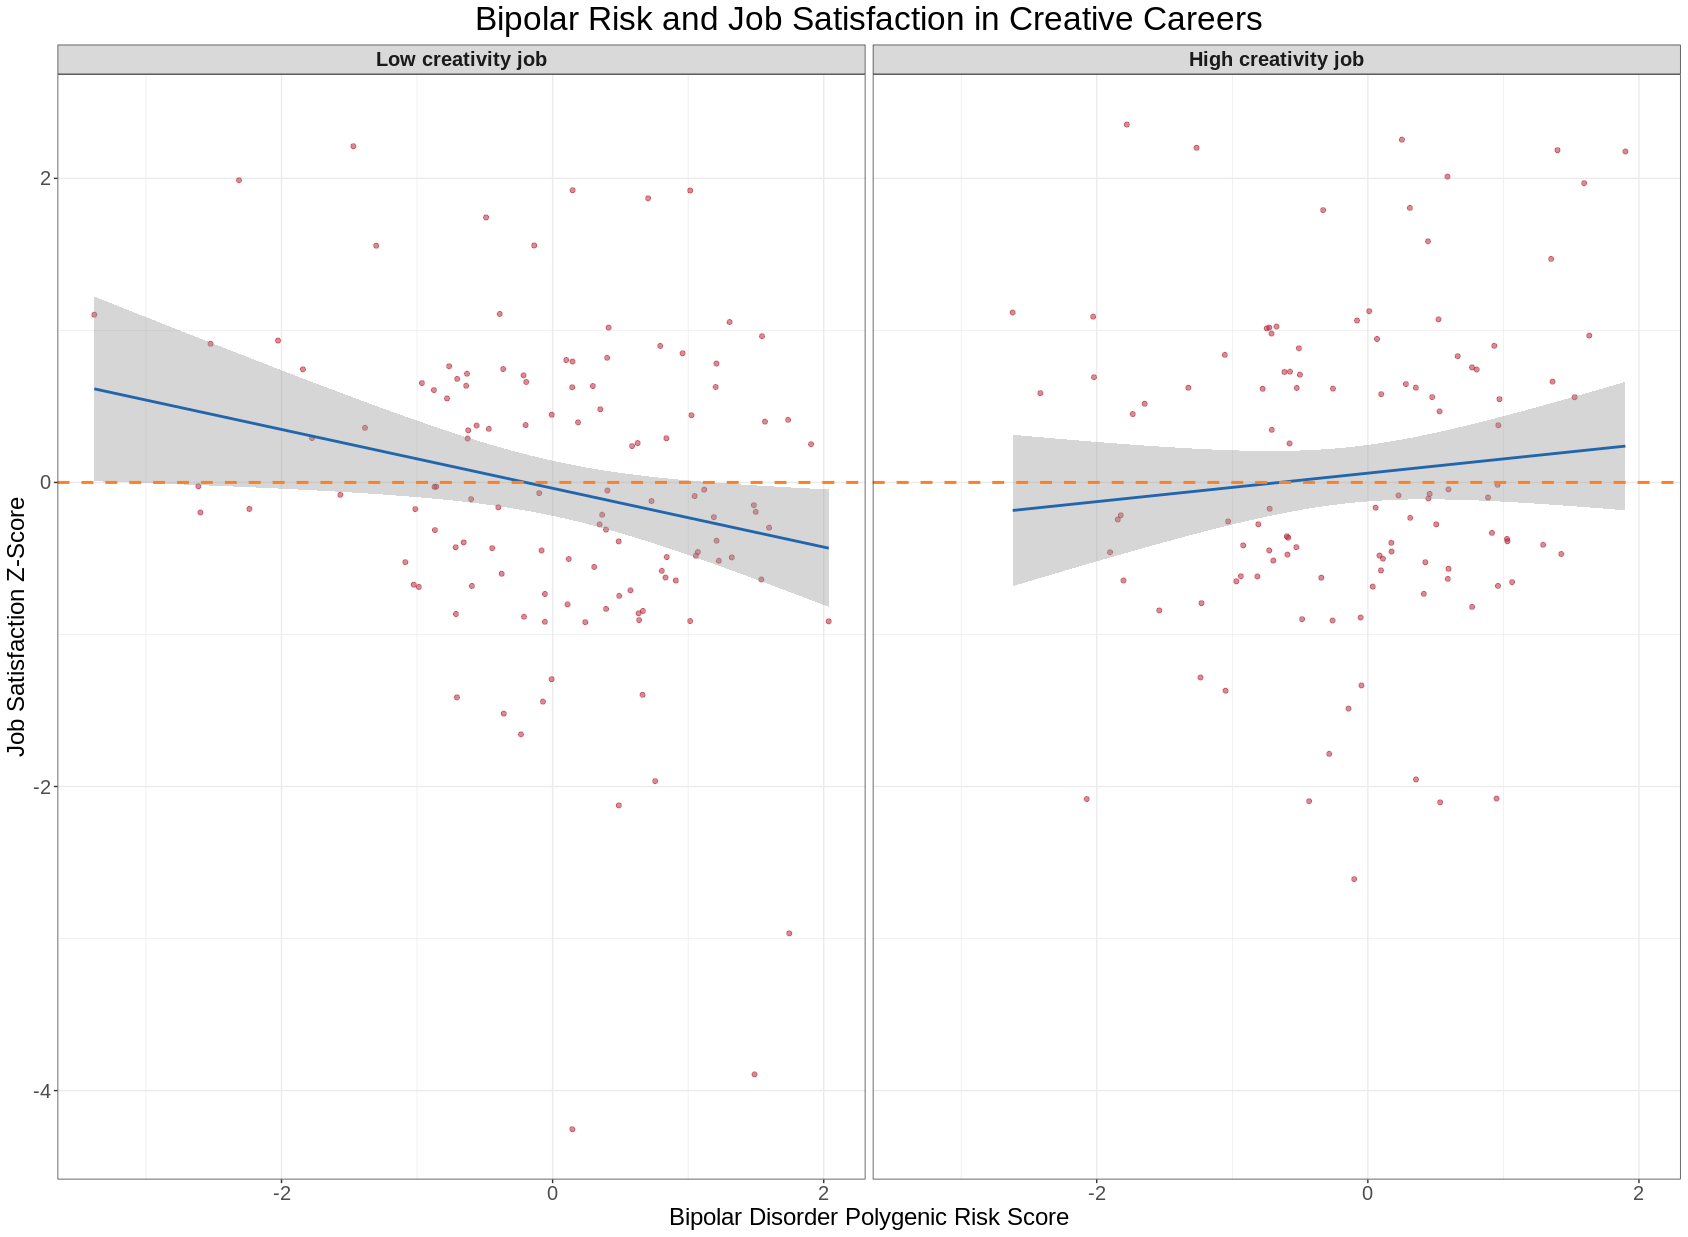 Bipolar Risk and Job Satisfaction in Creative Careers
Low creativity job
High creativity job
Job Satisfaction Z-Score
2
0
-2
-4
-2
0
2
-2
0
2
Bipolar Disorder Polygenic Risk Score